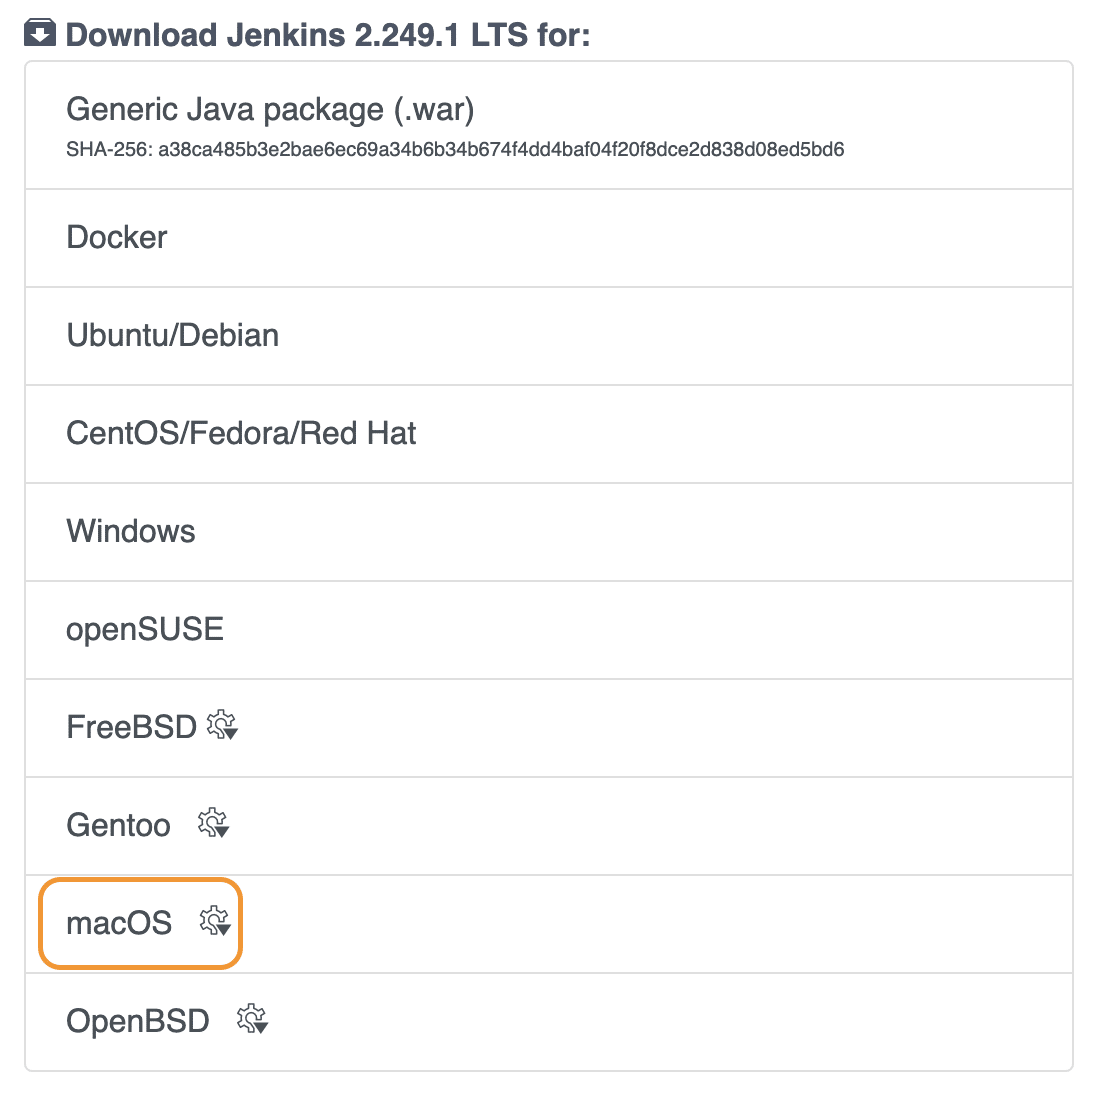 Download Jenkins 2.249.1 LTS for:
Generic Java package (.war)
SHA-256: a38ca485b3e2bae6ec69a34b6b34b674f4dd4baf04f20f8dce2d838d08ed5bd6
Docker
Ubuntu/Debian
CentOS/Fedora/Red Hat
Windows
openSUSE
FreeBSD
Gentoo
macOS
OpenBSD